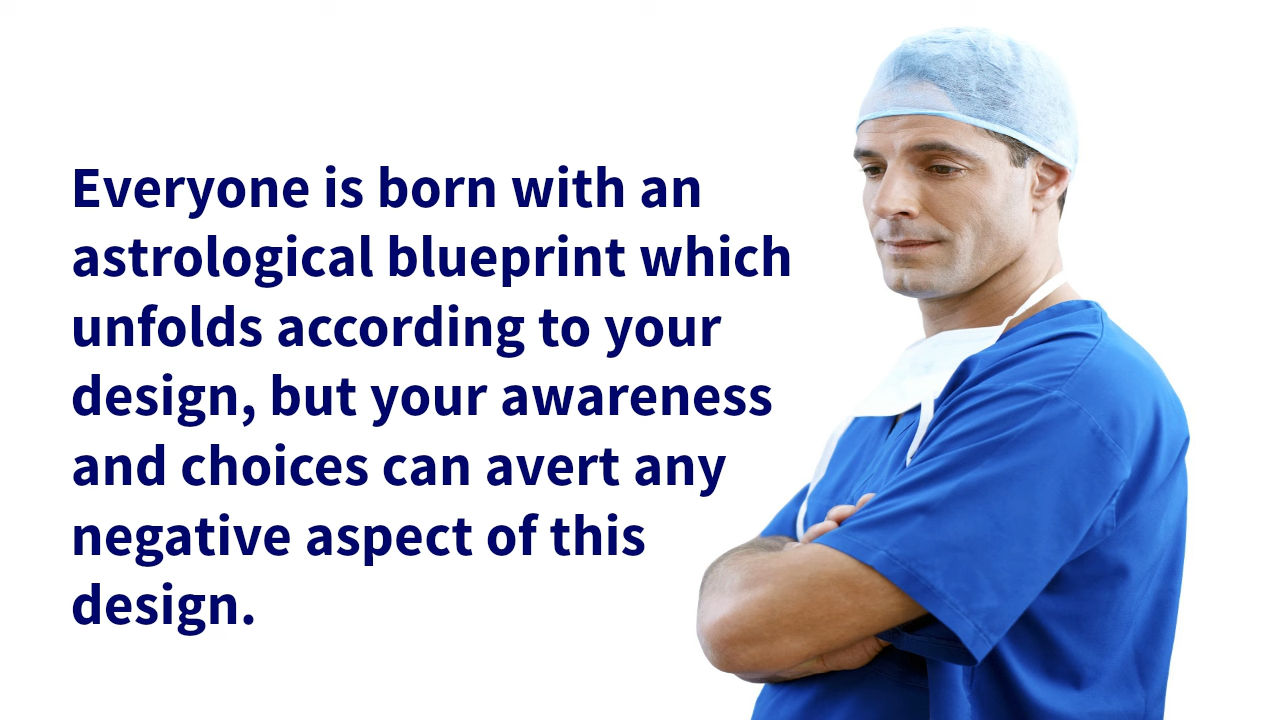 Everyone is born with an
astrological blueprint which
unfolds according to your
design, but your awareness
and choices can avert any
negative aspect of this
design.